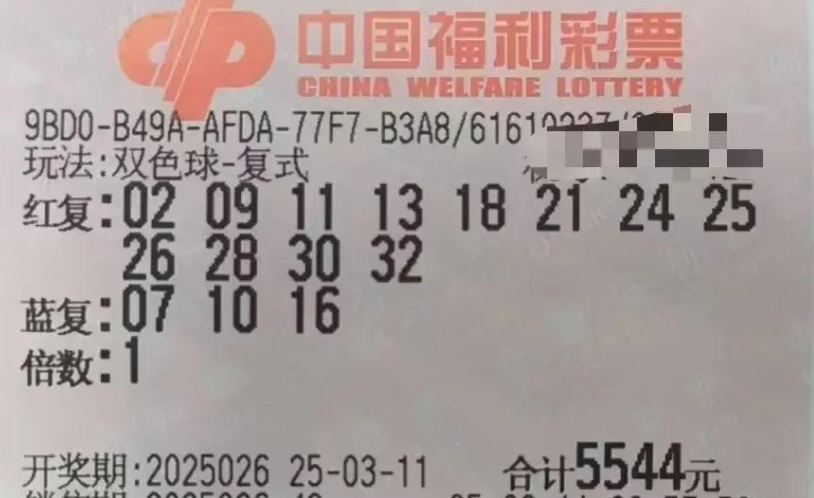 中国福利彩票
CHINA WELFARE LOTTERY
9BD0-B49A-AFDA-77F7-B3A8/61610227
玩法:双色球-复式
红复:02 09 11 13 18 21 24 25
26 28 30 32
蓝复:07 10 16
倍数:1
开奖期:2025026 25-03-11 合计5544元